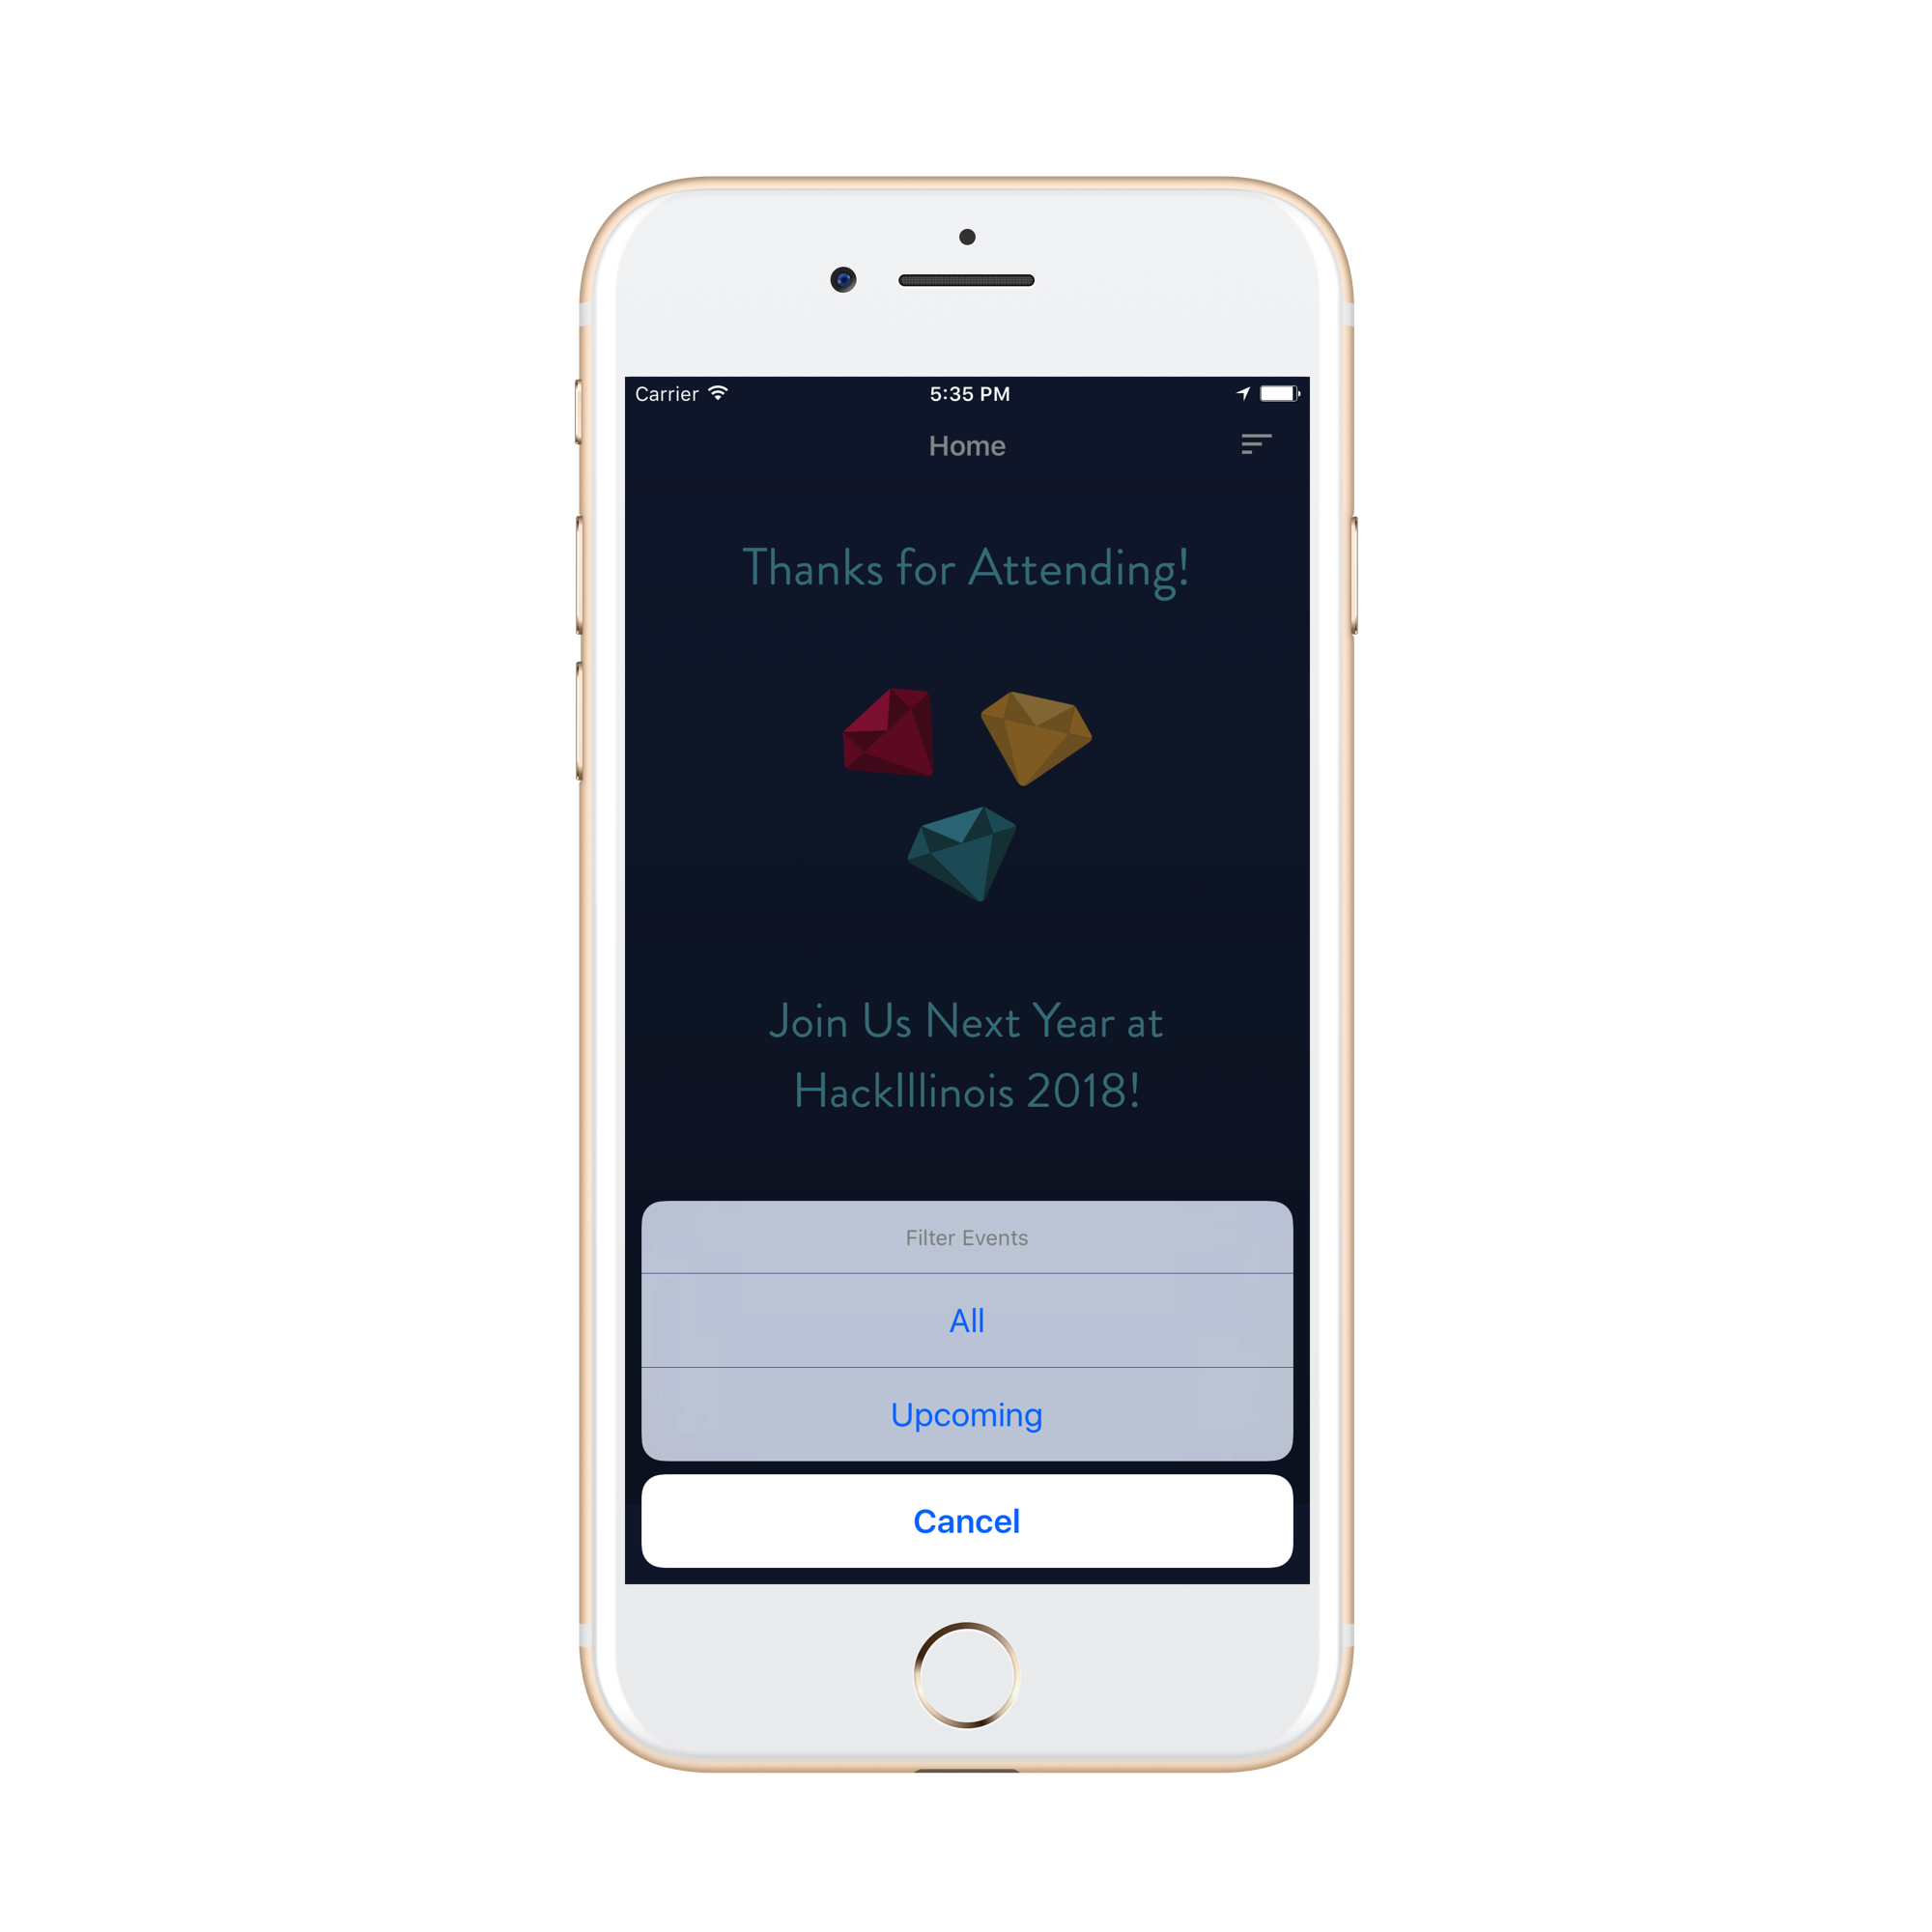 Carrier 5:35 PM
Home
Thanks for Attending!
Join Us Next Year at
HackIllinois 2018!
Filter Events
All
Upcoming
Cancel